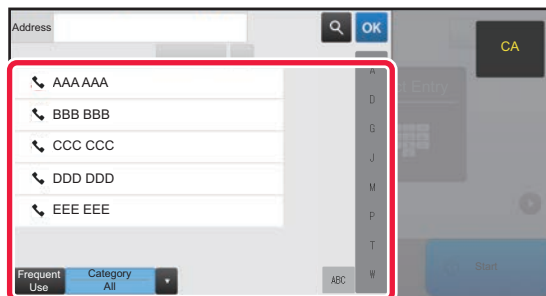 Address
OK
CA
AAA AAA
BBB BBB
CCC CCC
DDD DDD
EEE EEE
A
D
G
J
M
P
T
W
Entry
Frequent
Use
Category
All
ABC
Start